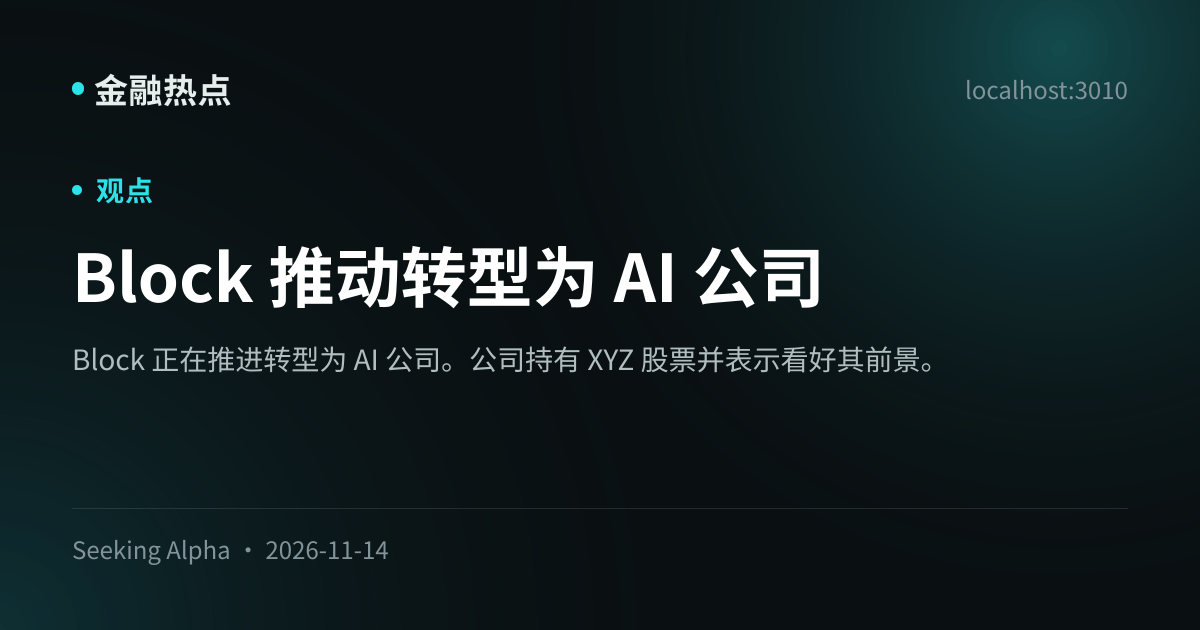 金融热点
localhost:3010
观点
Block 推动转型为 AI 公司
Block 正在推进转型为 AI 公司。公司持有 XYZ 股票并表示看好其前景。
Seeking Alpha · 2026-11-14